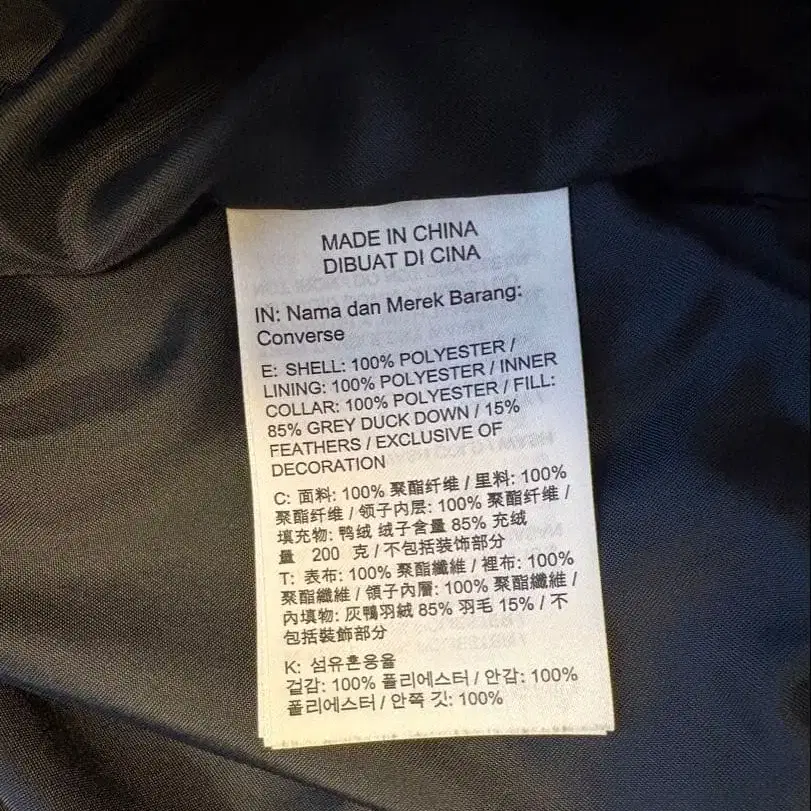 MADE IN CHINA
DIBUAT DI CINA
IN: Nama dan Merek Barang:
Converse
E: SHELL: 100% POLYESTER /
LINING: 100% POLYESTER / INNER
COLLAR: 100% POLYESTER / FILL:
85% GREY DUCK DOWN / 15%
FEATHERS / EXCLUSIVE OF
DECORATION
C: 面料: 100% 聚酯纤维 / 里料: 100%
聚酯纤维 / 领子内层: 100% 聚酯纤维 /
填充物: 鸭绒 绒子含量 85% 充绒
量 200 克 / 不包括装饰部分
T: 表布: 100% 聚酯纖維 / 裡布: 100%
聚酯纖維 / 領子內層: 100% 聚酯纖維 /
內填物: 灰鴨羽絨 85% 羽毛 15% / 不
包括裝飾部分
K: 섬유혼용율
겉감: 100% 폴리에스터 / 안감: 100%
폴리에스터 / 안쪽 깃: 100%